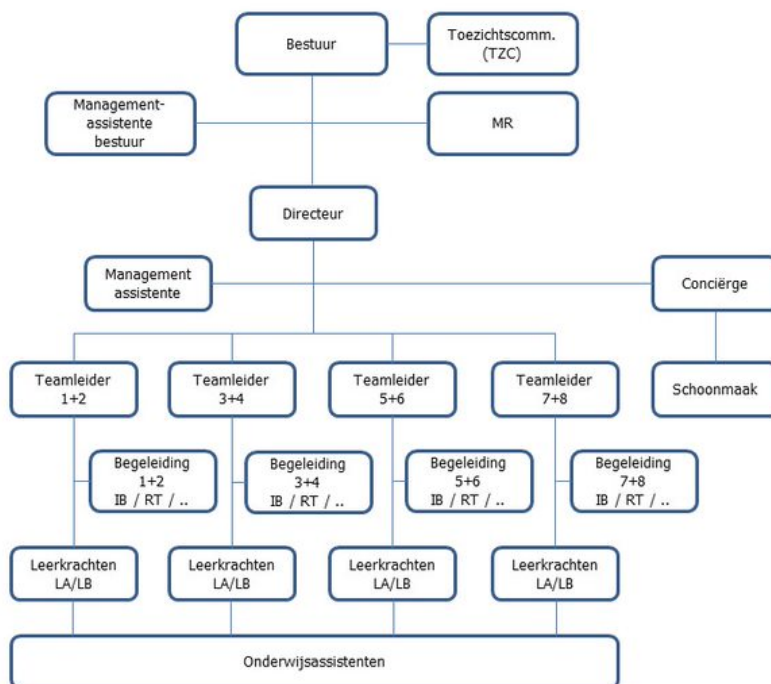 Bestuur
Toezichtscomm.
(TZC)
Management-
assistente
bestuur
MR
Directeur
Management
assistente
Conciërge
Teamleider
1+2
Teamleider
3+4
Teamleider
5+6
Teamleider
7+8
Schoonmaak
Begeleiding
1+2
IB / RT / ..
Begeleiding
3+4
IB / RT / ..
Begeleiding
5+6
IB / RT / ..
Begeleiding
7+8
IB / RT / ..
Leerkrachten
LA/LB
Leerkrachten
LA/LB
Leerkrachten
LA/LB
Leerkrachten
LA/LB
Onderwijsassistenten